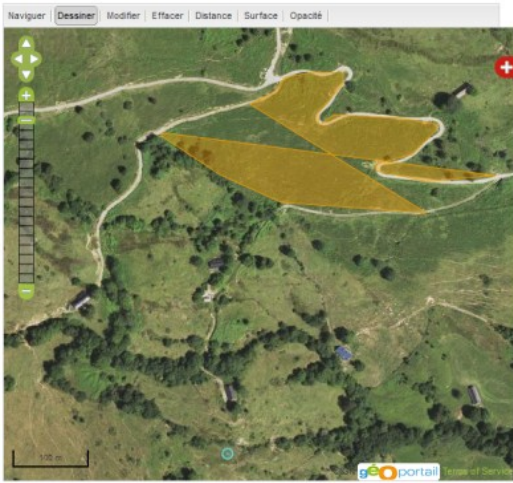 Naviguer Dessiner Modifier Effacer Distance Surface Opacité
100 m
géoportail Terms of Service